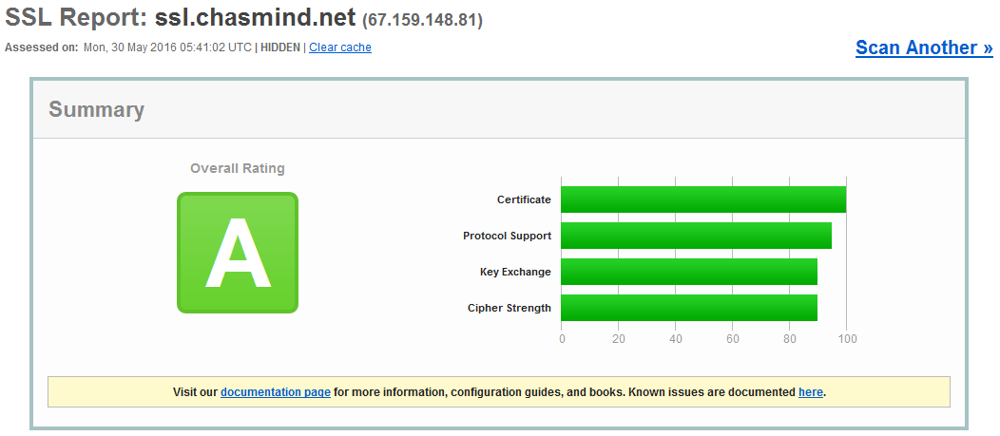 SSL Report: ssl.chasmind.net (67.159.148.81)
Assessed on: Mon, 30 May 2016 05:41:02 UTC | HIDDEN | Clear cache
Scan Another »
Summary
Overall Rating
A
Certificate
Protocol Support
Key Exchange
Cipher Strength
0 20 40 60 80 100
Visit our documentation page for more information, configuration guides, and books. Known issues are documented here.